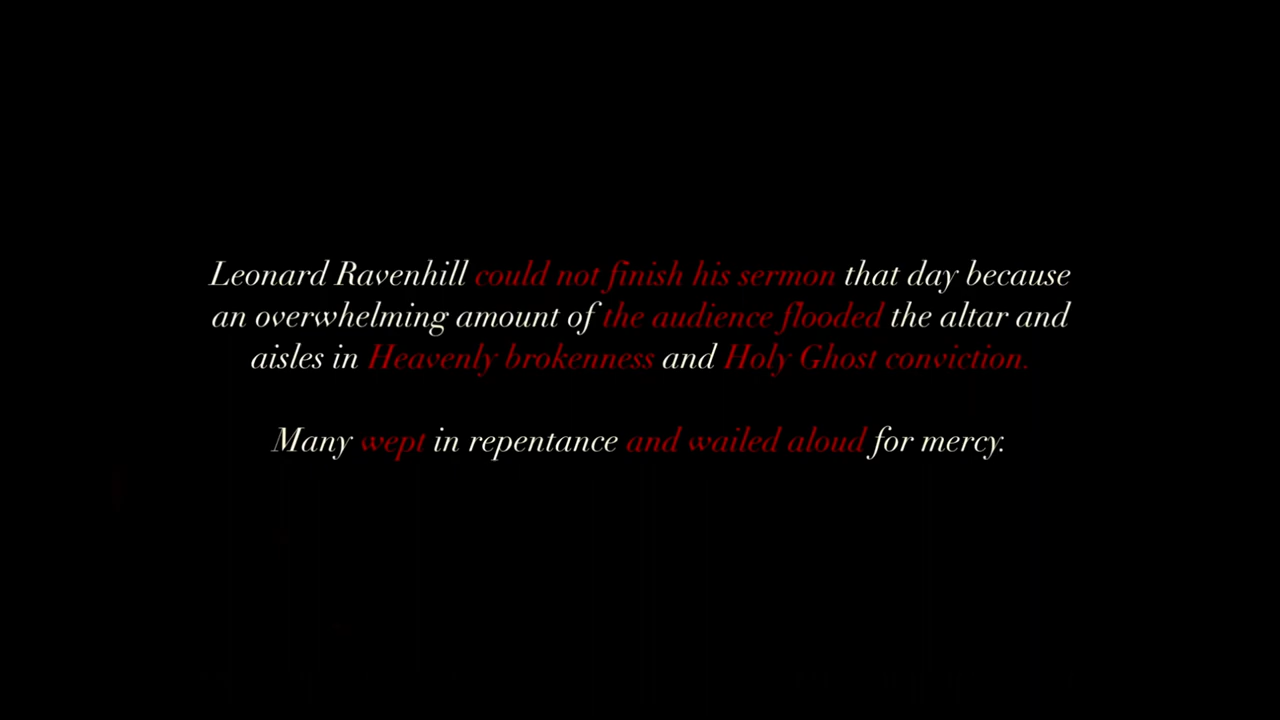 Leonard Ravenhill could not finish his sermon that day because
an overwhelming amount of the audience flooded the altar and
aisles in Heavenly brokenness and Holy Ghost conviction.
Many wept in repentance and wailed aloud for mercy.